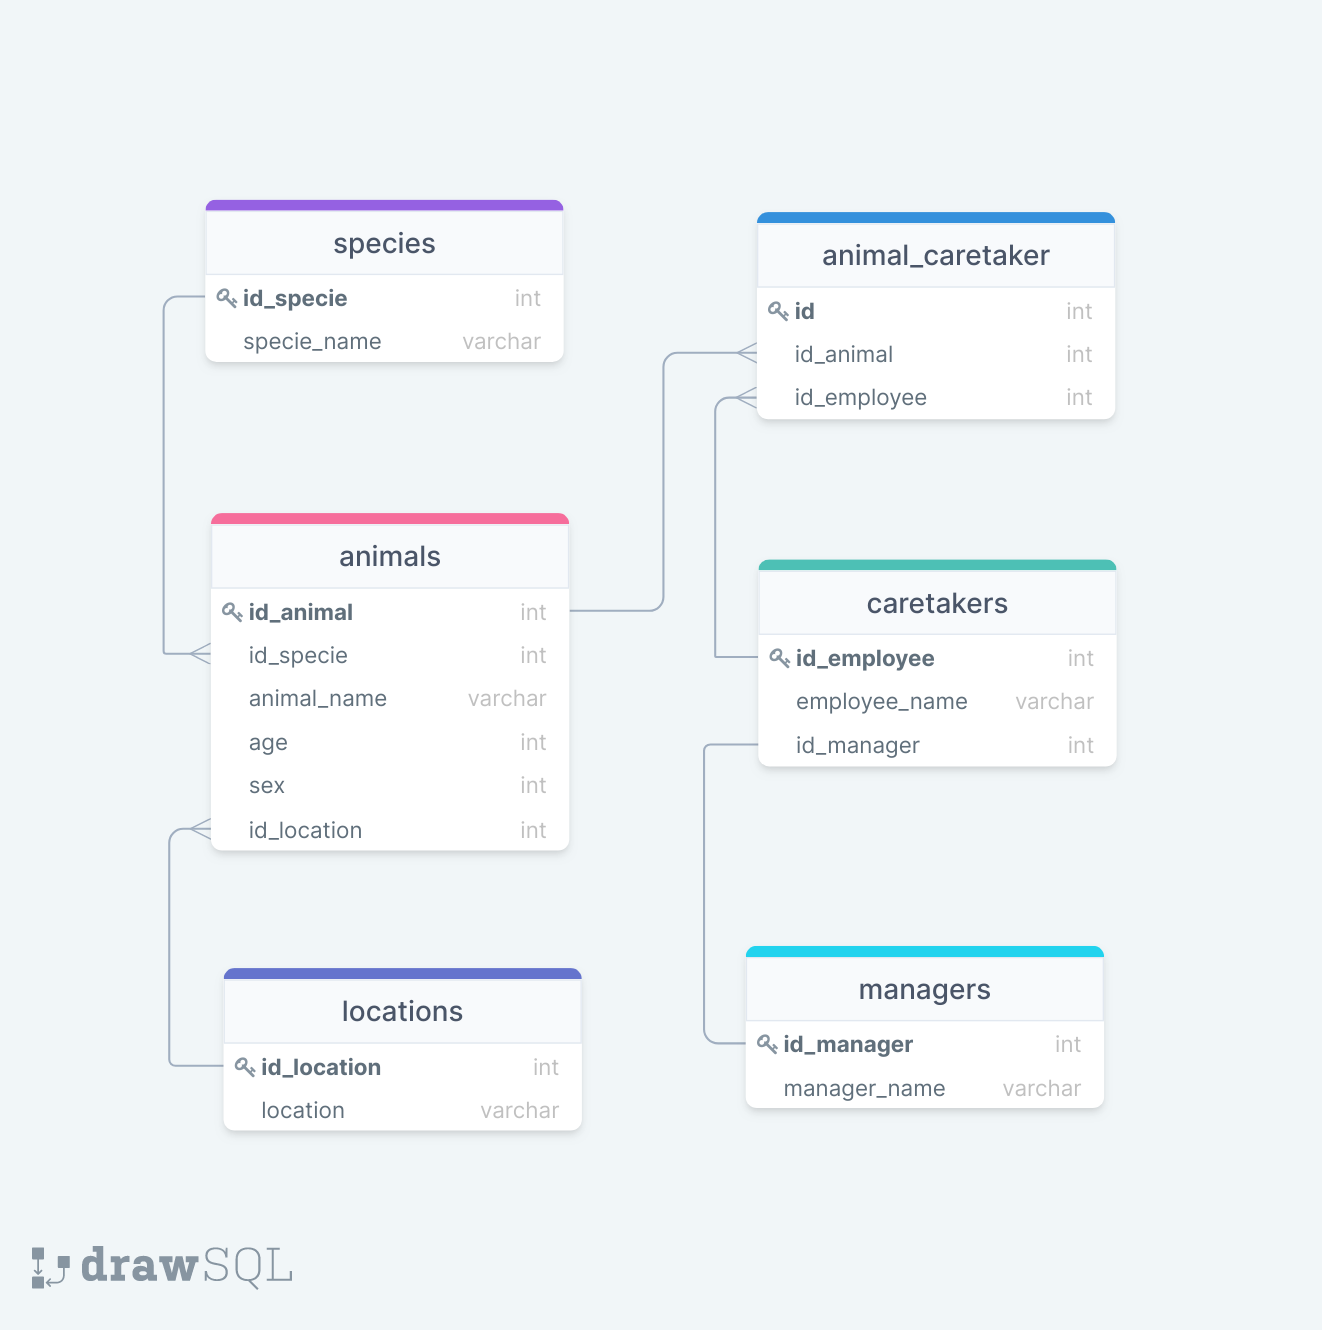 species
id_specie int
specie_name varchar
animal_caretaker
id int
id_animal int
id_employee int
animals
id_animal int
id_specie int
animal_name varchar
age int
sex int
id_location int
caretakers
id_employee int
employee_name varchar
id_manager int
locations
id_location int
location varchar
managers
id_manager int
manager_name varchar
drawSQL